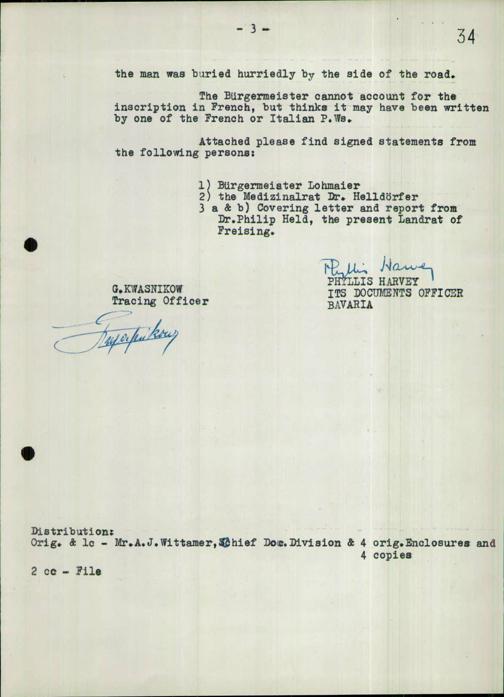 - 3 -
34
the man was buried hurriedly by the side of the road.
The Bürgermeister cannot account for the
inscription in French, but thinks it may have been written
by one of the French or Italian P.Ws.
Attached please find signed statements from
the following persons:
1) Bürgermeister Lohmaier
2) the Medizinalrat Dr. Helldörfer
3 a & b) Covering letter and report from
Dr.Philip Held, the present Landrat of
Freising.
Phyllis Harvey
PHYLLIS HARVEY
ITS DOCUMENTS OFFICER
BAVARIA
G.KWASNIKOW
Tracing Officer
Distribution:
Orig. & 1c - Mr.A.J.Wittamer, Chief Doc.Division & 4 orig.Enclosures and
4 copies
2 cc - File